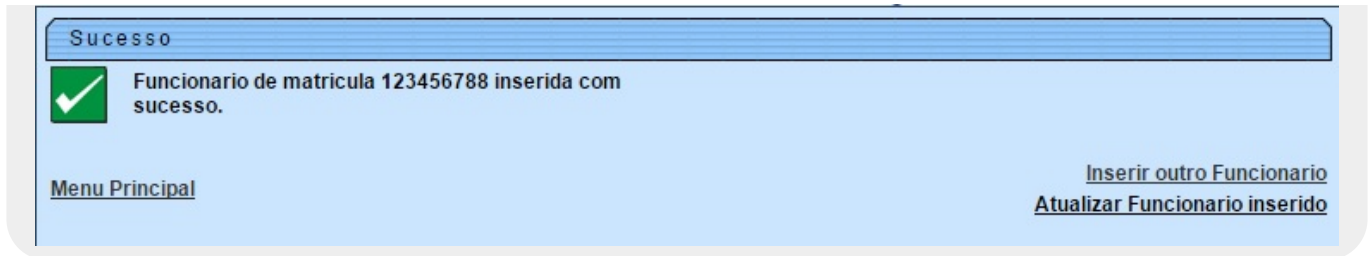 Sucesso
Funcionario de matricula 123456788 inserida com
sucesso.
Inserir outro Funcionario
Menu Principal
Atualizar Funcionario inserido